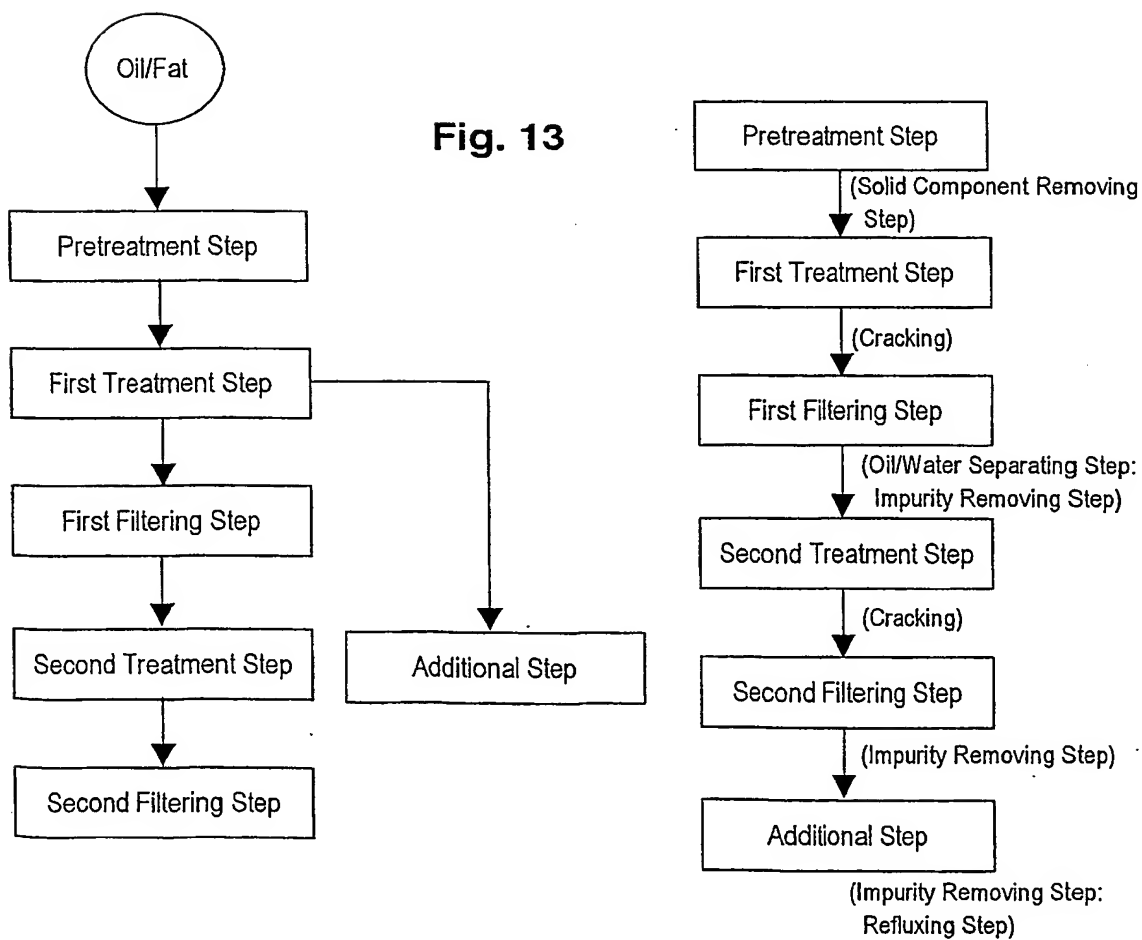 Oil/Fat
Pretreatment Step
First Treatment Step
First Filtering Step
Second Treatment Step
Additional Step
Second Filtering Step
Fig. 13
Pretreatment Step
(Solid Component Removing
Step)
First Treatment Step
(Cracking)
First Filtering Step
(Oil/Water Separating Step:
Impurity Removing Step)
Second Treatment Step
(Cracking)
Second Filtering Step
(Impurity Removing Step)
Additional Step
(Impurity Removing Step:
Refluxing Step)